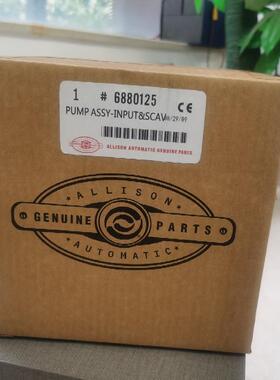 1 # 6880125 CE
PUMP ASSY-INPUT&SCAV
ALLISON AUTOMATIC GENUINE PARTS
ALLISON
GENUINE PARTS
AUTOMATIC